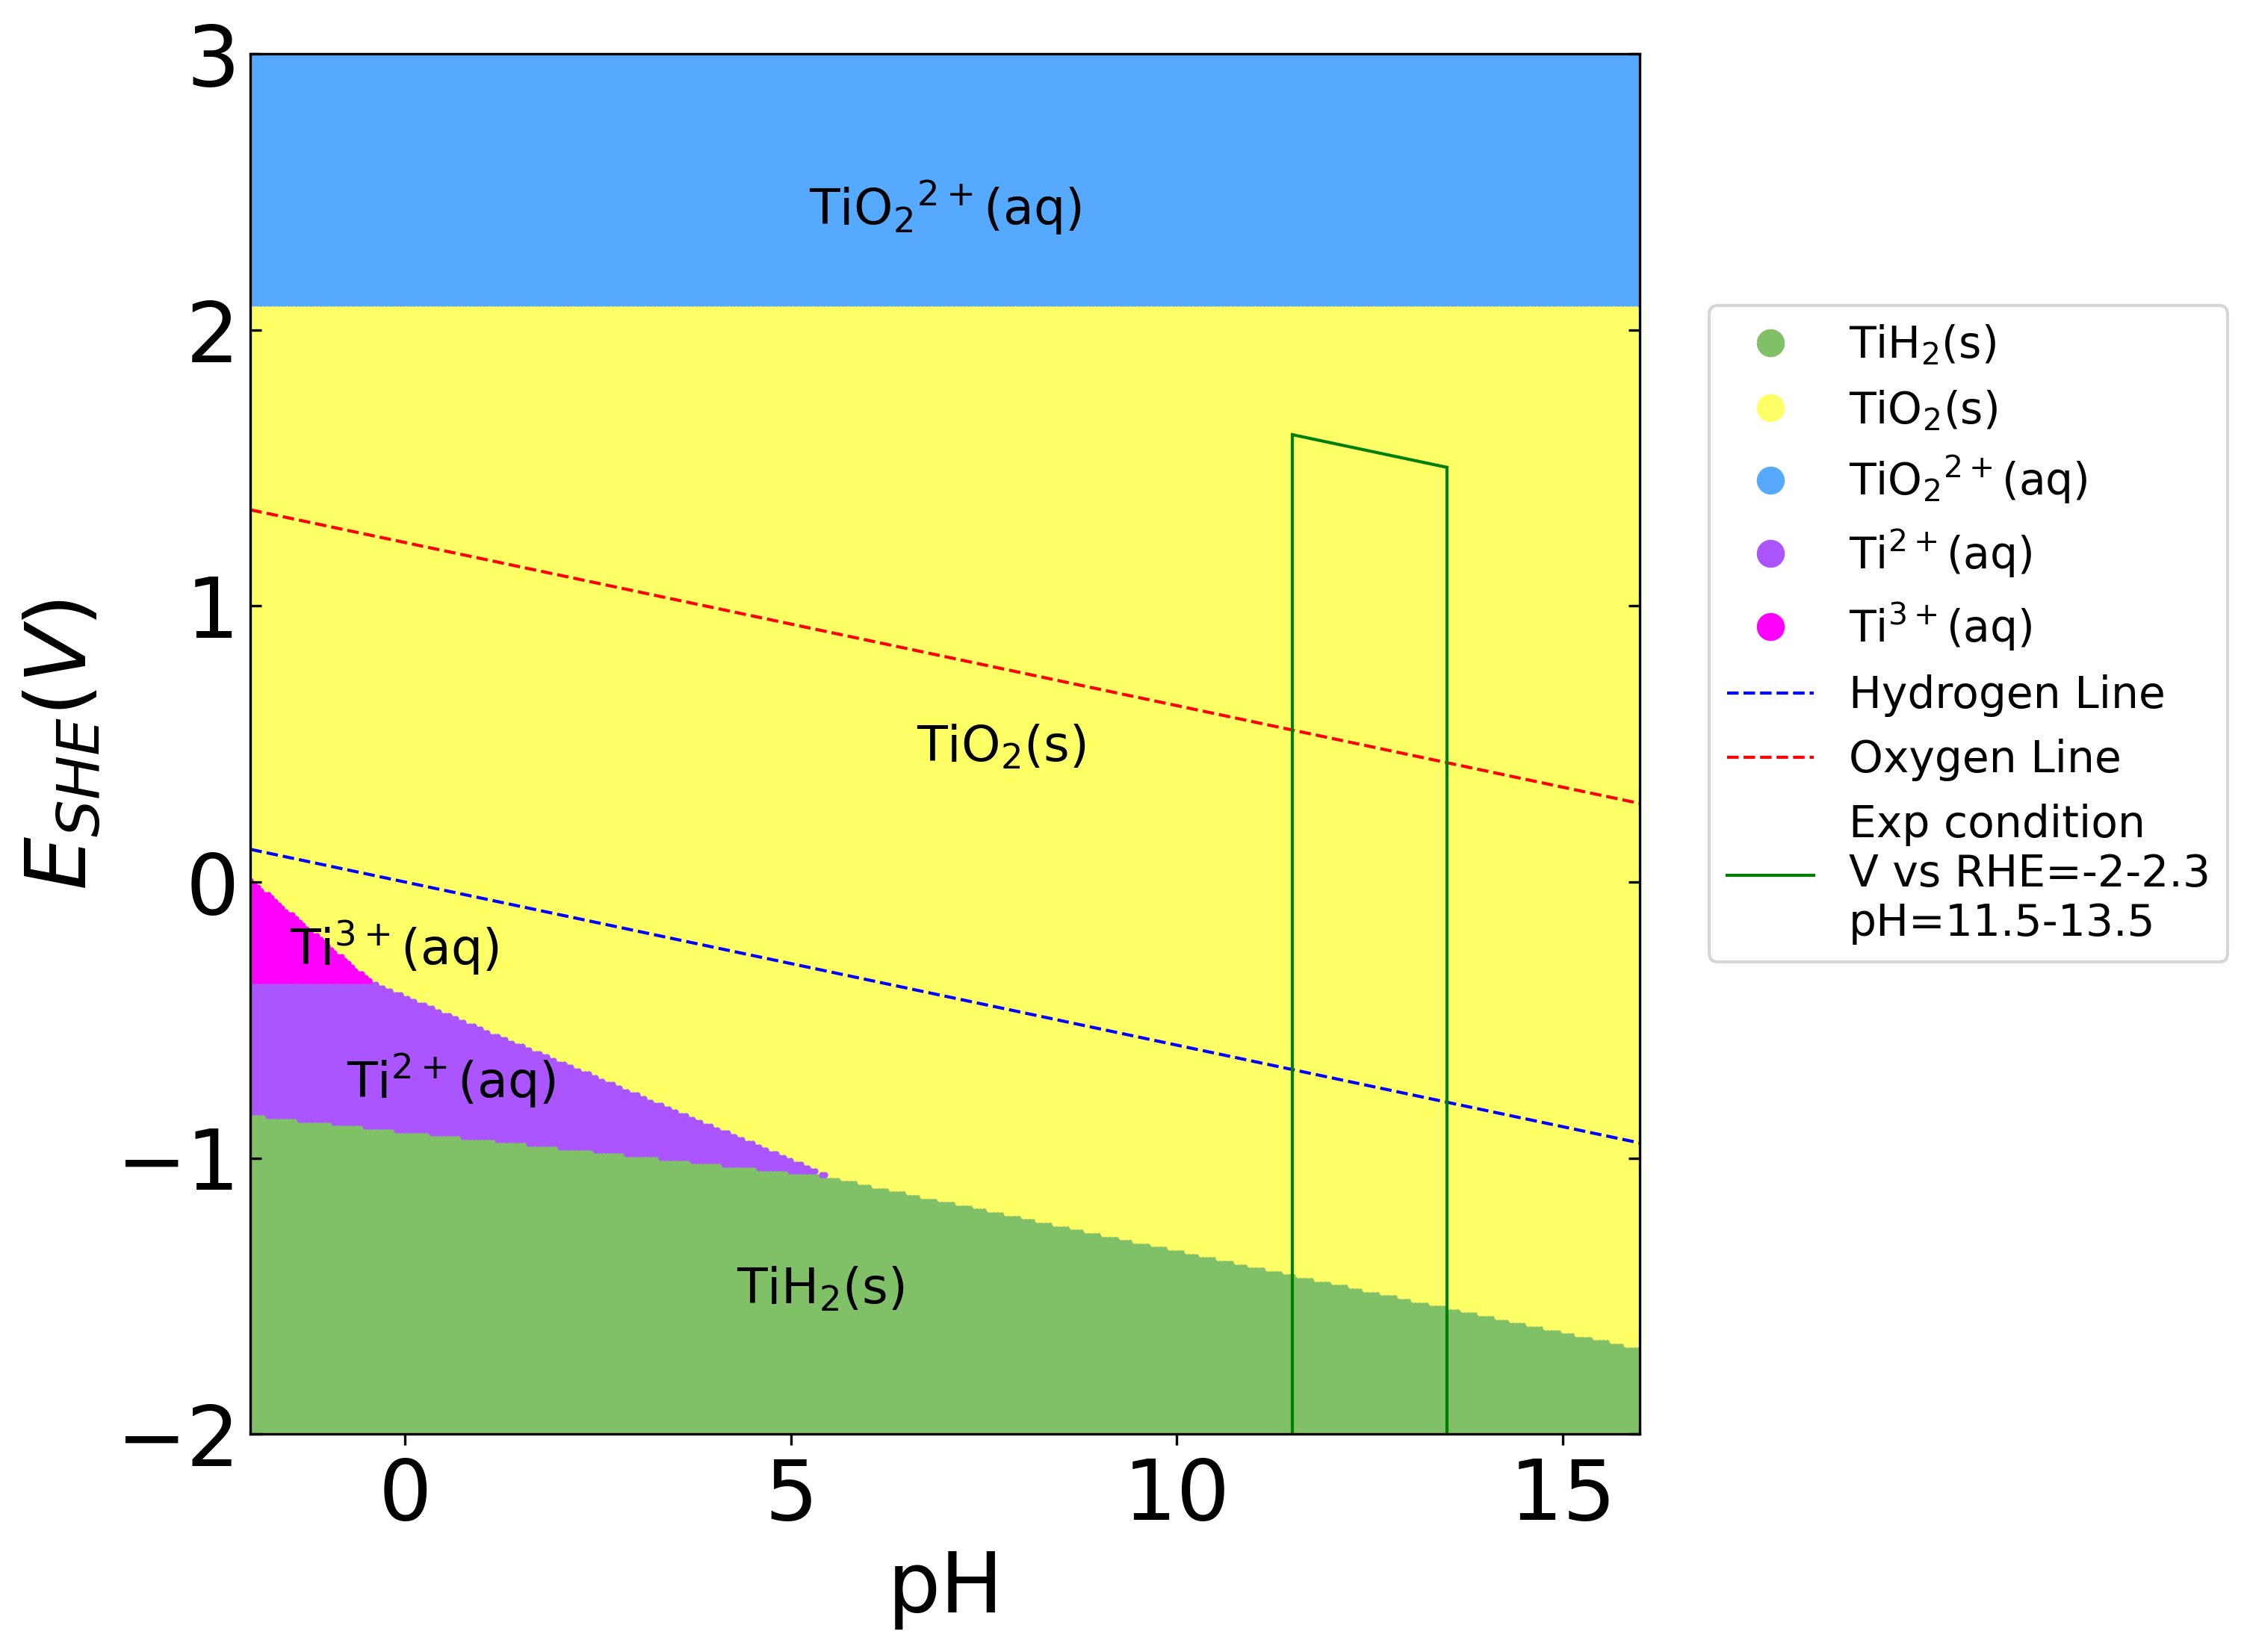 3
2
1
0
−1
−2
E_SHE(V)
TiO₂²⁺(aq)
TiO₂(s)
Ti³⁺(aq)
Ti²⁺(aq)
TiH₂(s)
0 5 10 15
pH
TiH₂(s)
TiO₂(s)
TiO₂²⁺(aq)
Ti²⁺(aq)
Ti³⁺(aq)
Hydrogen Line
Oxygen Line
Exp condition
V vs RHE=-2-2.3
pH=11.5-13.5